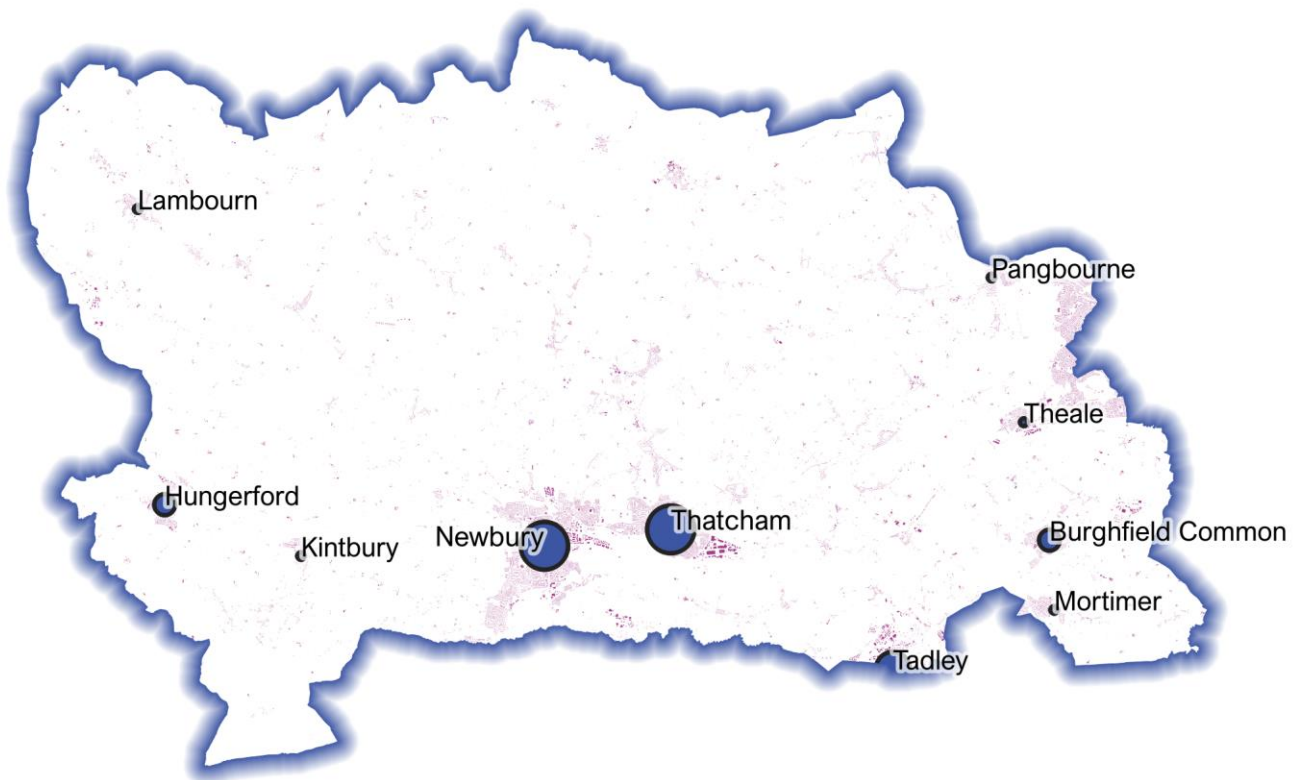 Lambourn
Pangbourne
Theale
Hungerford
Thatcham
Newbury
Burghfield Common
Kintbury
Mortimer
Tadley